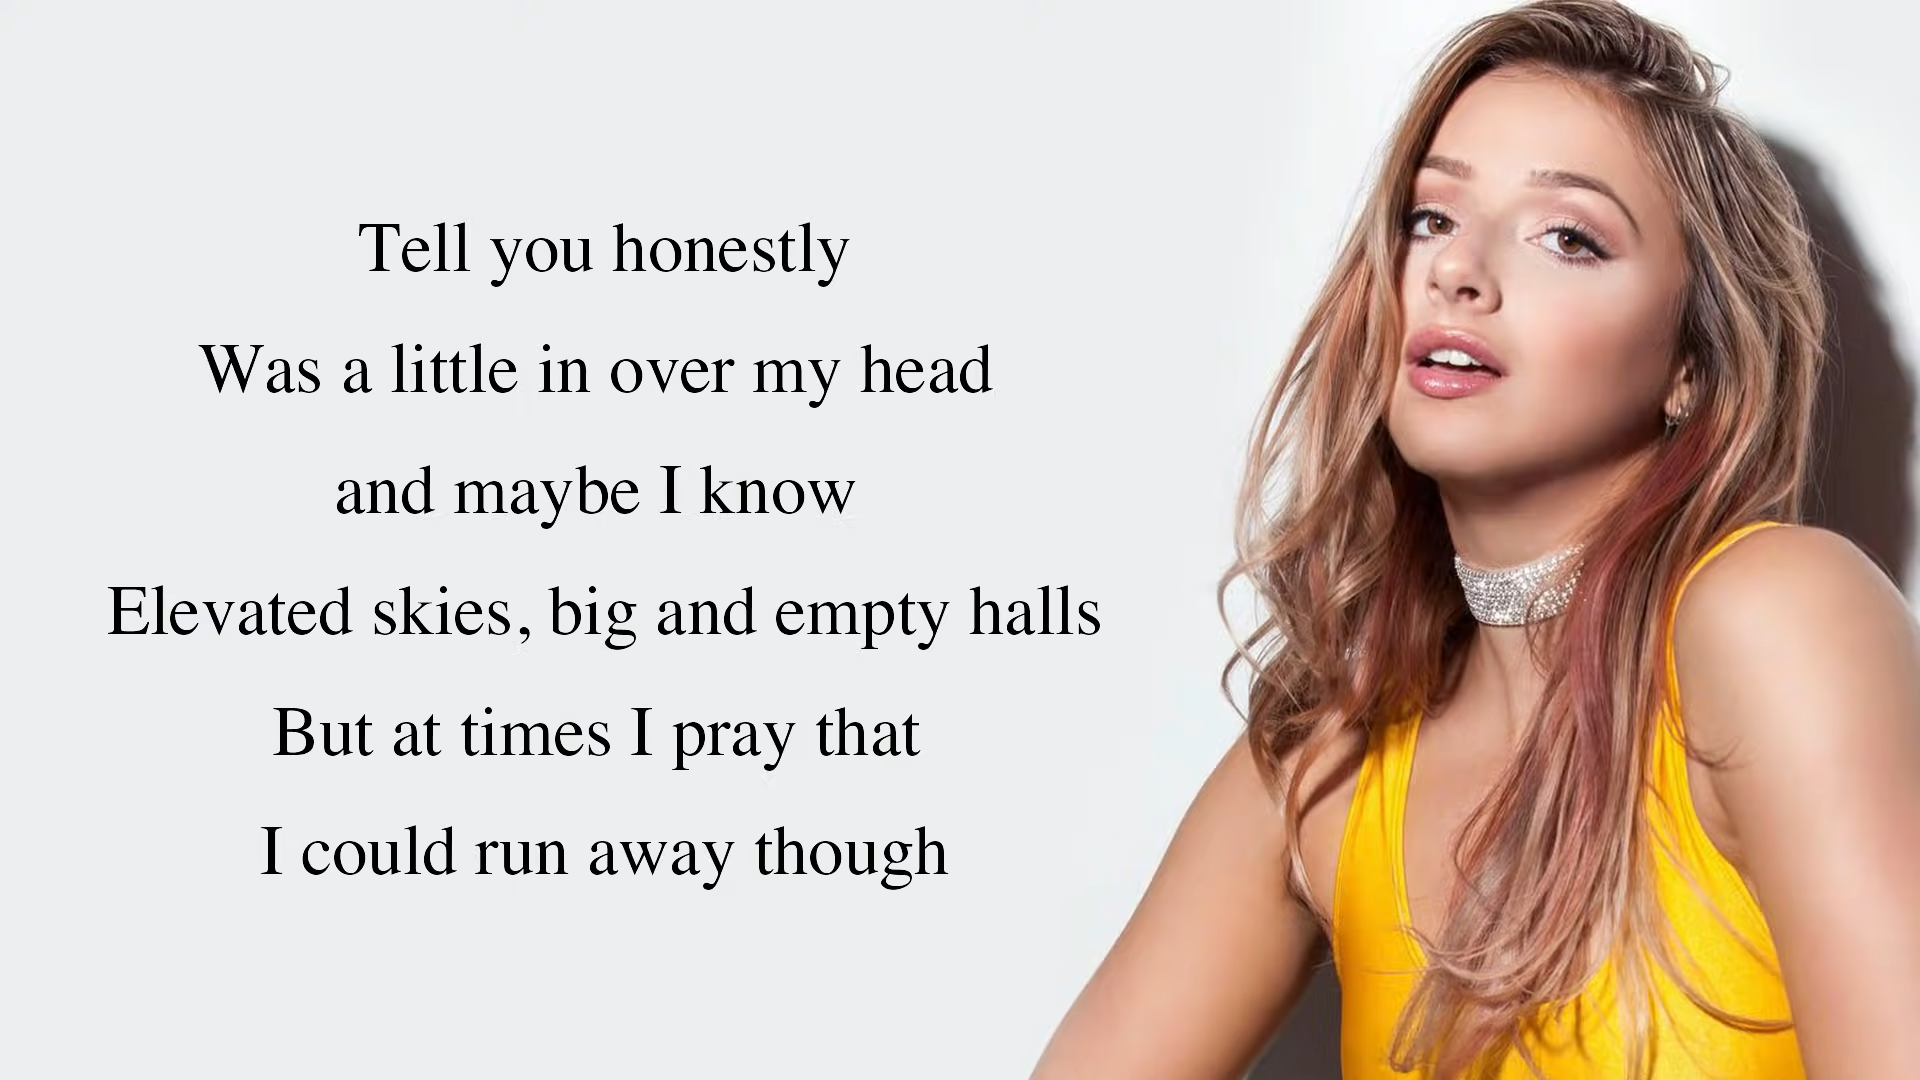 Tell you honestly
Was a little in over my head
and maybe I know
Elevated skies, big and empty halls
But at times I pray that
I could run away though